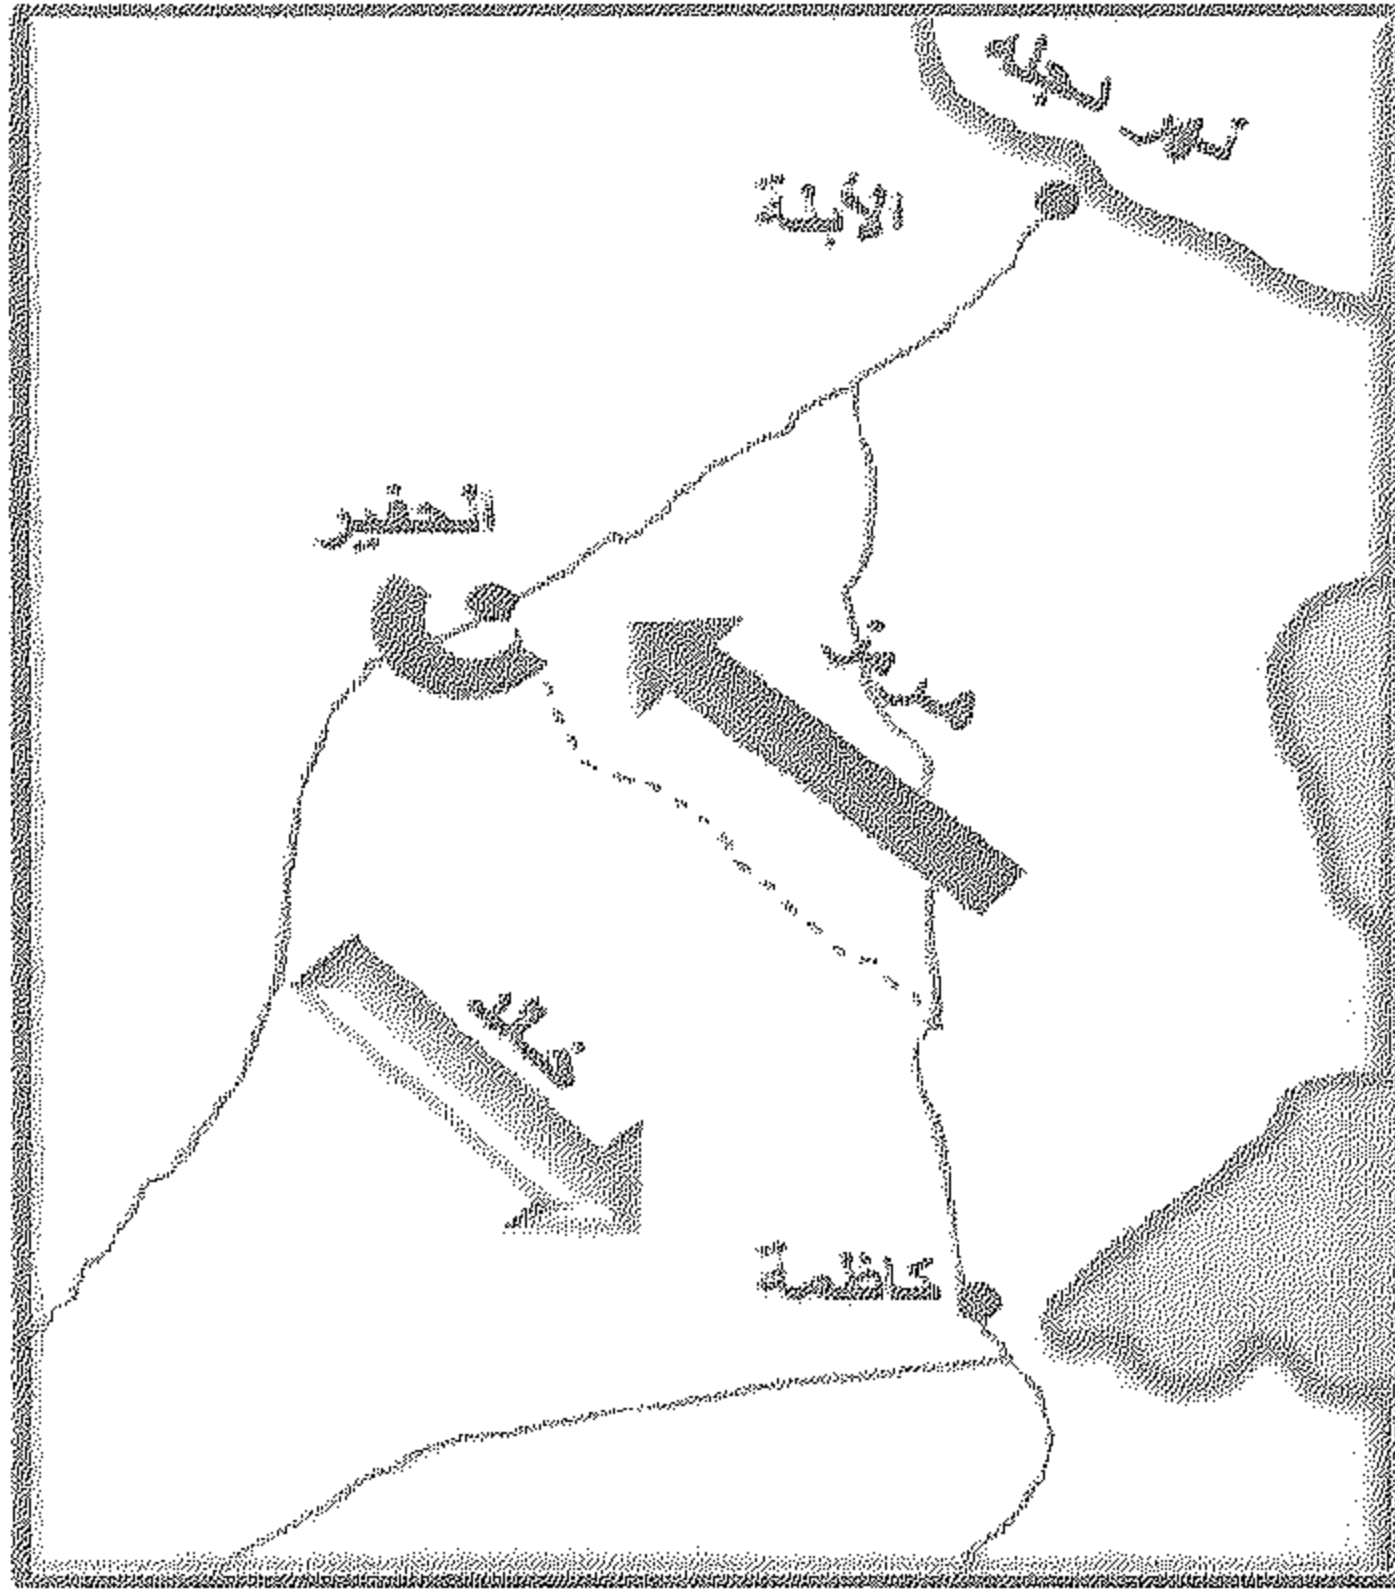 نهر دجلة
الأبلة
الحفير
هرمز
خالد
كاظمة